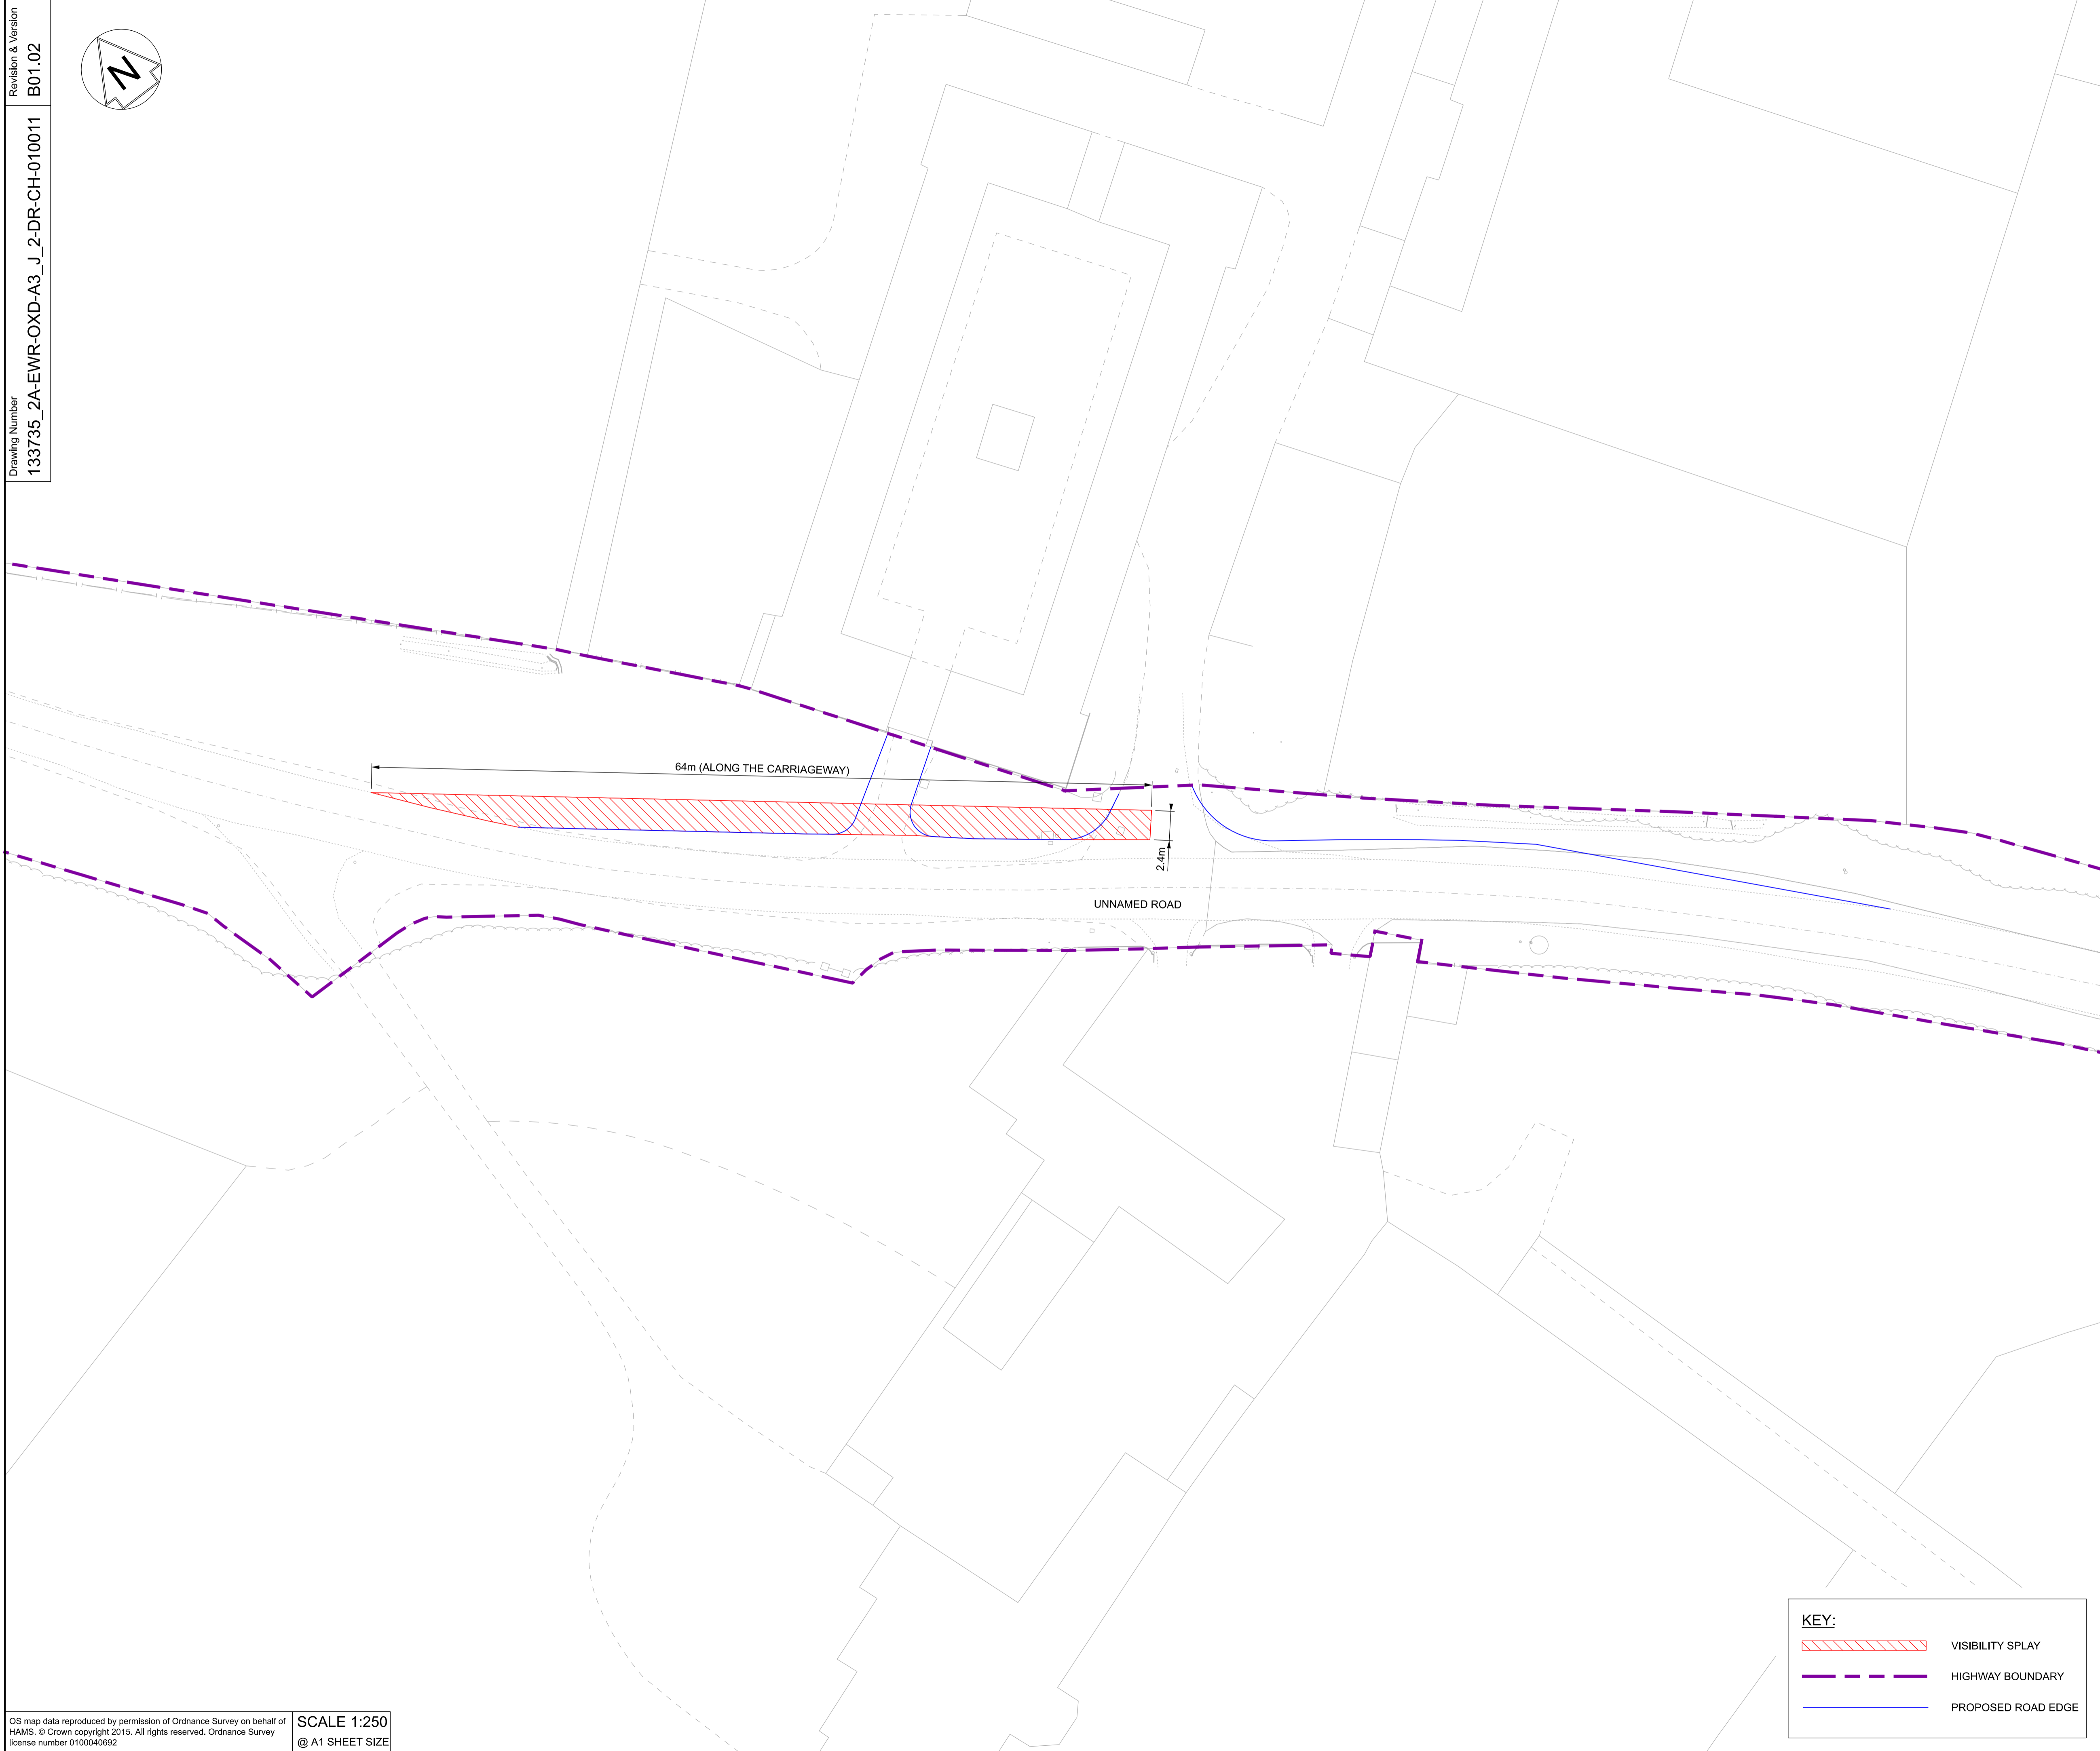 Revision & Version
B01.02
Drawing Number
133735_2A-EWR-OXD-A3_J_2-DR-CH-010011
N
64m (ALONG THE CARRIAGEWAY)
2.4m
UNNAMED ROAD
KEY:
VISIBILITY SPLAY
HIGHWAY BOUNDARY
PROPOSED ROAD EDGE
OS map data reproduced by permission of Ordnance Survey on behalf of
HAMS. © Crown copyright 2015. All rights reserved. Ordnance Survey
license number 0100040692
SCALE 1:250
@ A1 SHEET SIZE